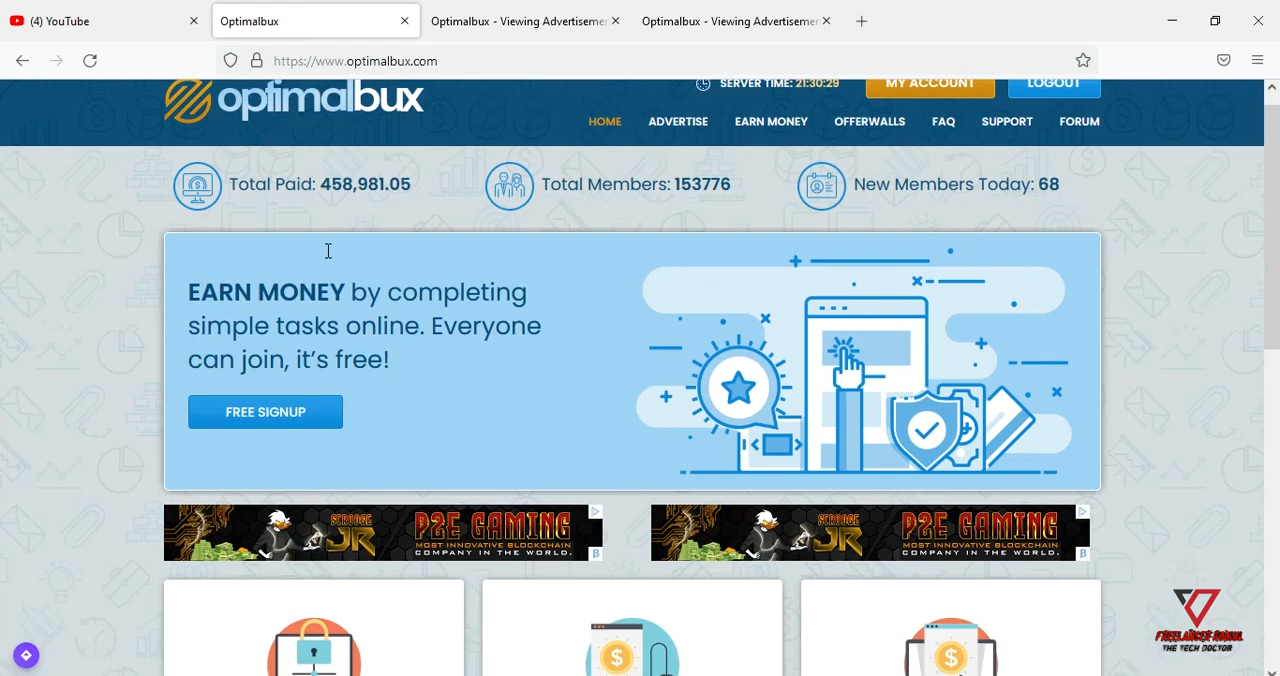 (4) YouTube
Optimalbux
Optimalbux - Viewing Advertisemen
Optimalbux - Viewing Advertisemen
https://www.optimalbux.com
optimalbux
SERVER TIME: 21:30:29
MY ACCOUNT
LOGOUT
HOME
ADVERTISE
EARN MONEY
OFFERWALLS
FAQ
SUPPORT
FORUM
Total Paid: 458,981.05
Total Members: 153776
New Members Today: 68
EARN MONEY by completing
simple tasks online. Everyone
can join, it's free!
FREE SIGNUP
SCROOGE
JR
P2E GAMING
MOST INNOVATIVE BLOCKCHAIN
COMPANY IN THE WORLD.
SCROOGE
JR
P2E GAMING
MOST INNOVATIVE BLOCKCHAIN
COMPANY IN THE WORLD.
THE TECH DOCTOR